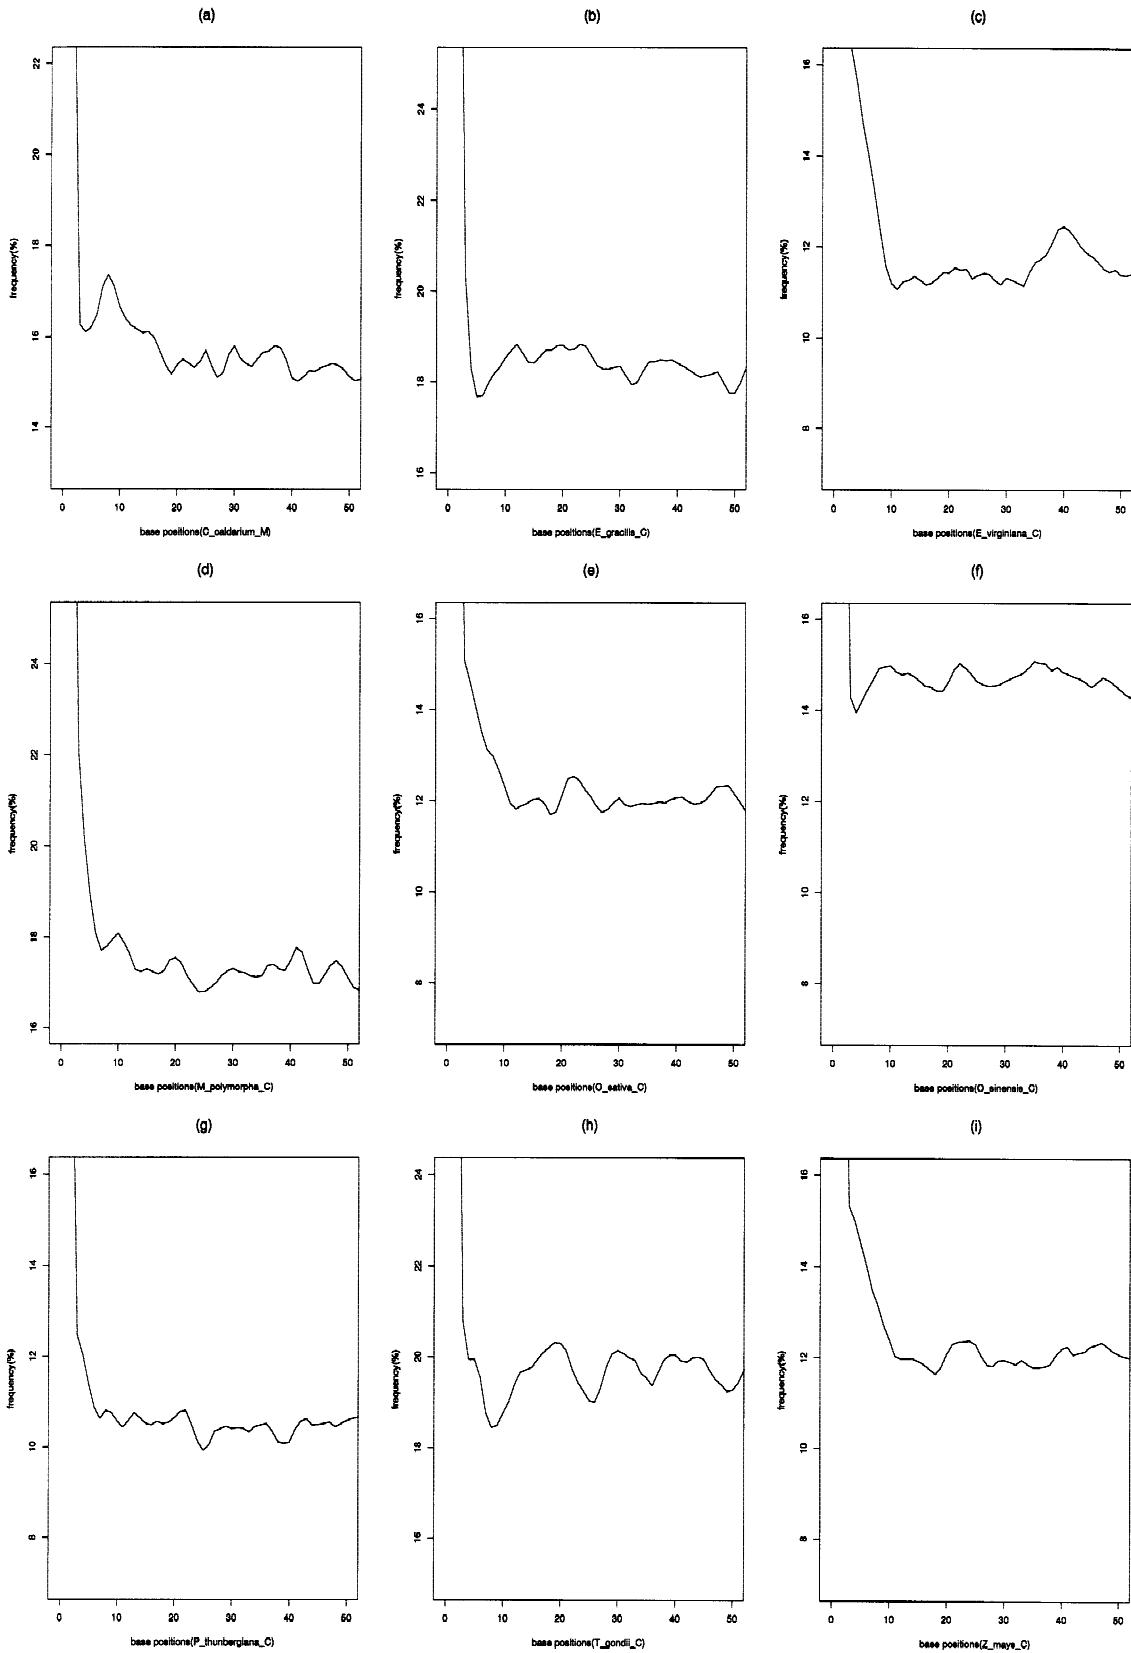 (a)
(b)
(c)
frequency(%)
14 16 18 20 22
0 10 20 30 40 50
base positions(C_caldarium_M)
frequency(%)
16 18 20 22 24
0 10 20 30 40 50
base positions(E_gracilis_C)
frequency(%)
8 10 12 14 16
0 10 20 30 40 50
base positions(E_virginiana_C)
(d)
(e)
(f)
frequency(%)
16 18 20 22 24
0 10 20 30 40 50
base positions(M_polymorpha_C)
frequency(%)
8 10 12 14 16
0 10 20 30 40 50
base positions(O_sativa_C)
frequency(%)
8 10 12 14 16
0 10 20 30 40 50
base positions(O_sinensis_C)
(g)
(h)
(i)
frequency(%)
8 10 12 14 16
0 10 20 30 40 50
base positions(P_thunbergiana_C)
frequency(%)
16 18 20 22 24
0 10 20 30 40 50
base positions(T_gondii_C)
frequency(%)
8 10 12 14 16
0 10 20 30 40 50
base positions(Z_mays_C)